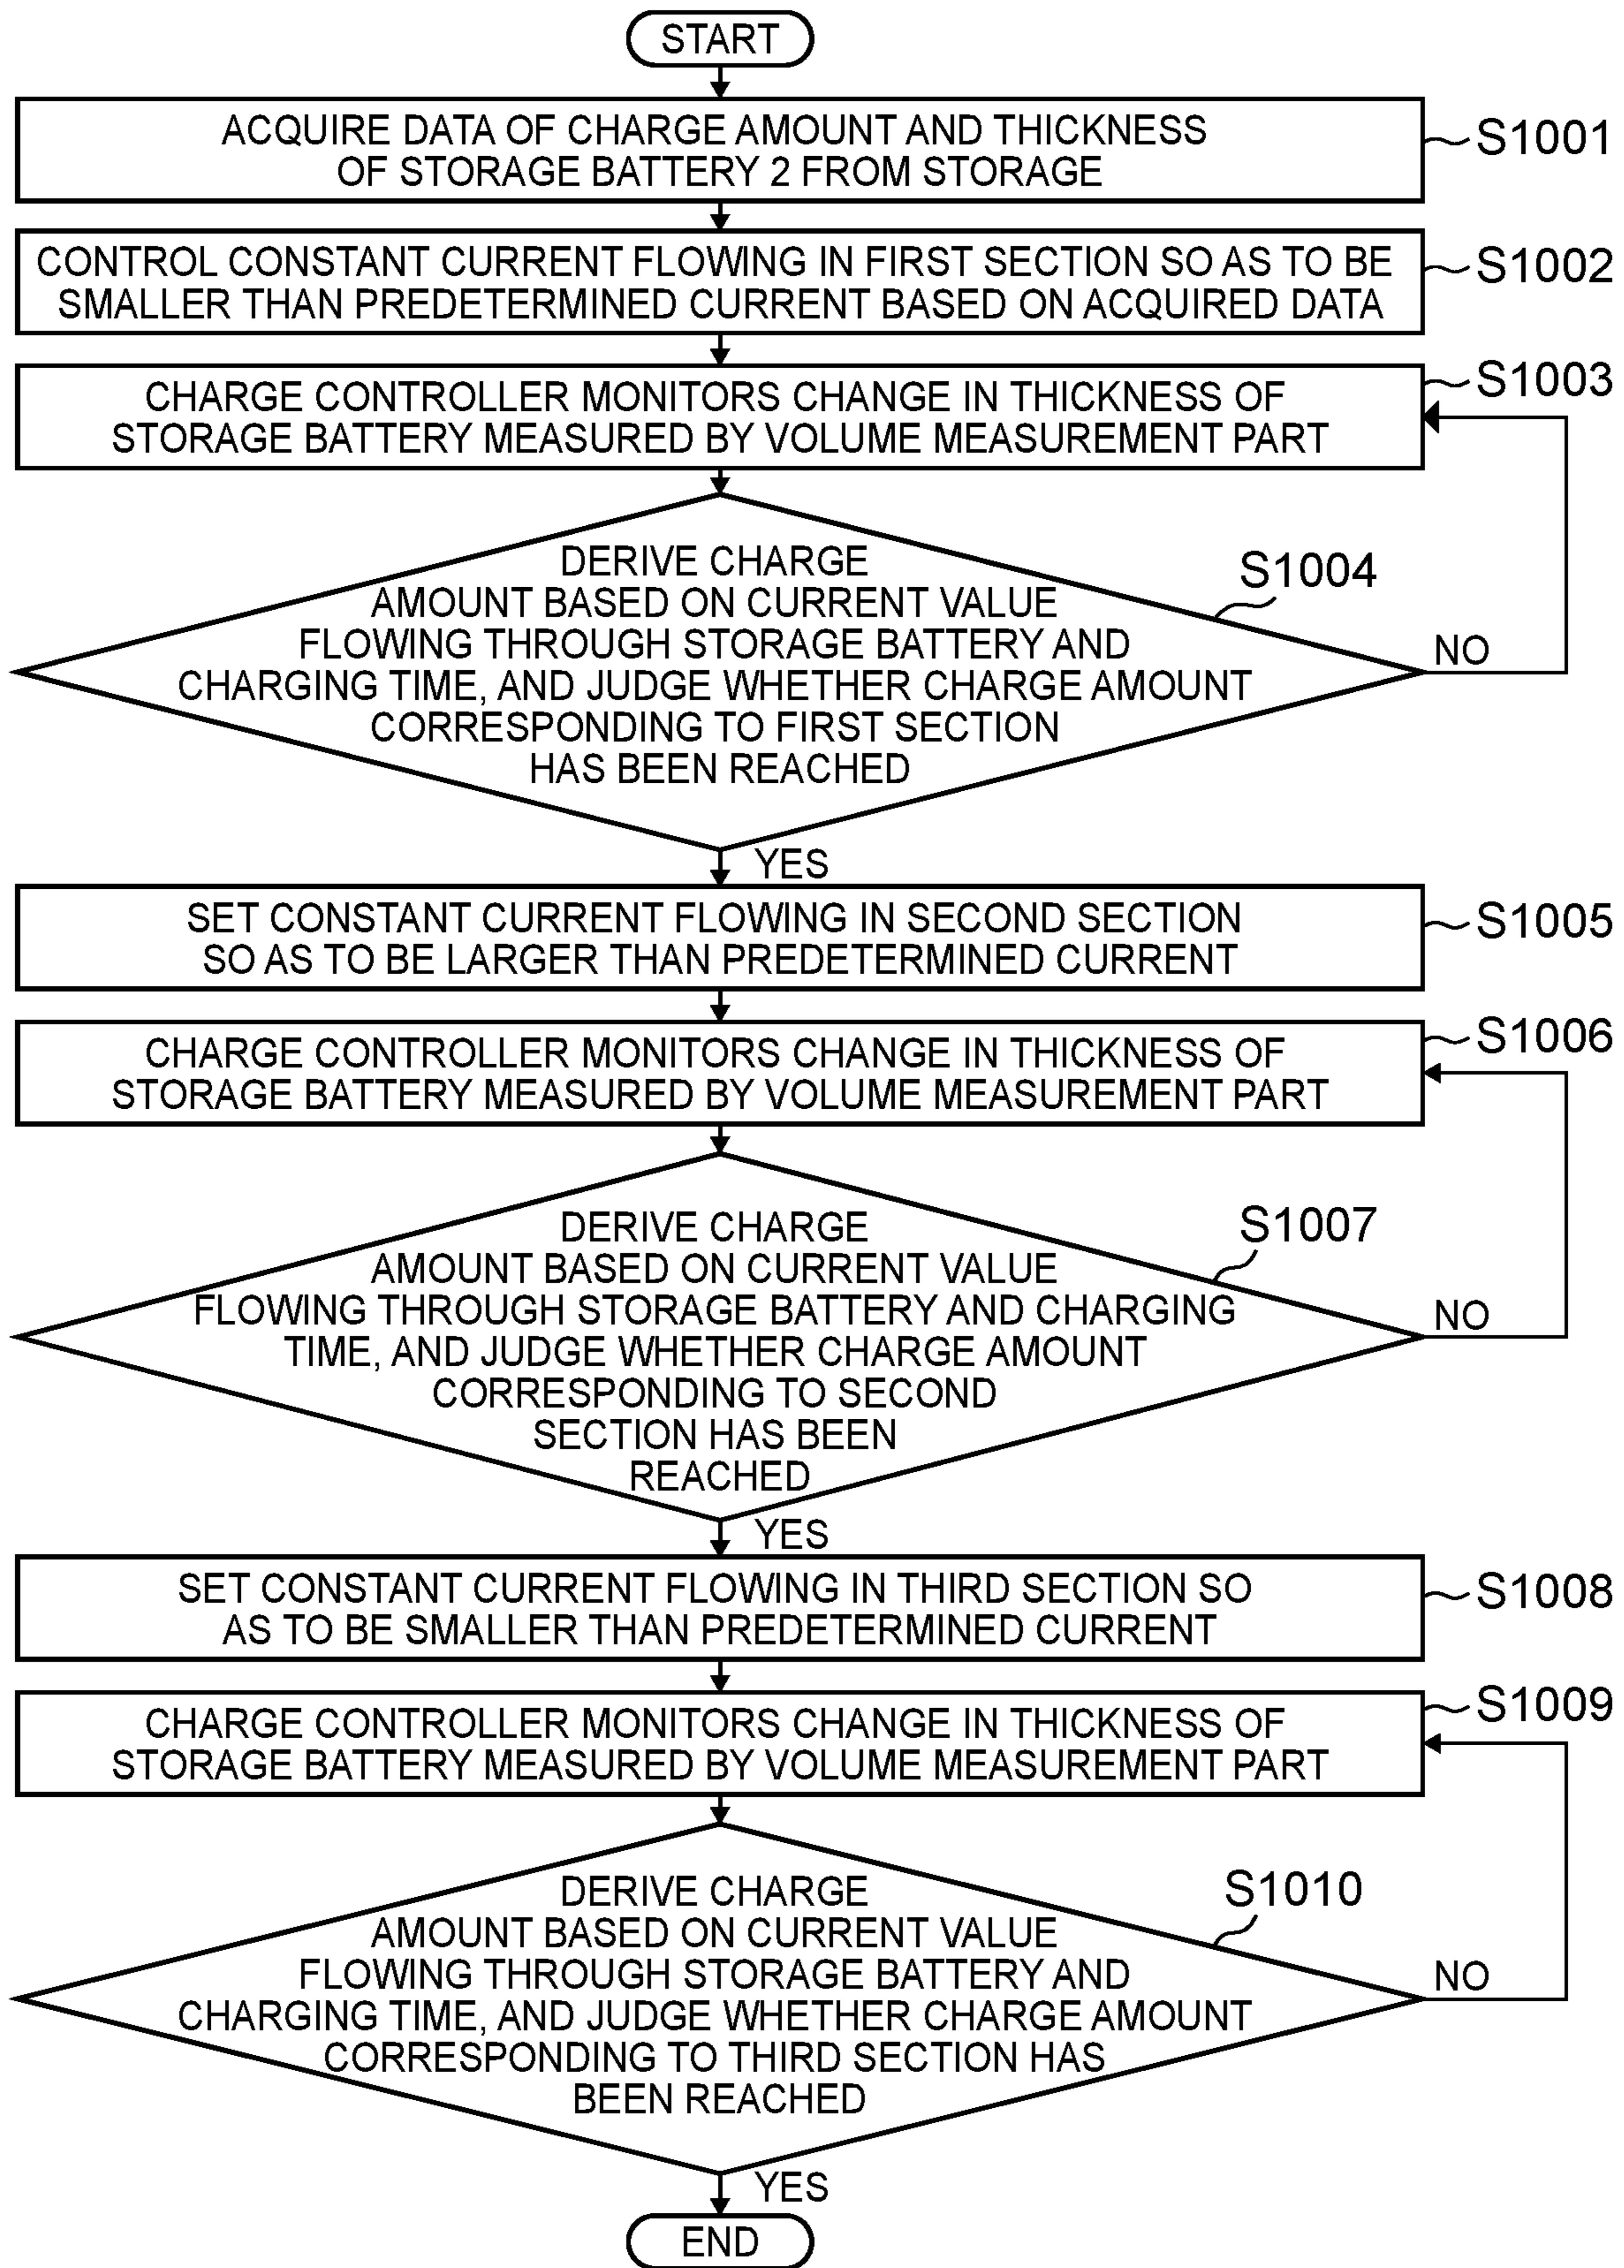 START
ACQUIRE DATA OF CHARGE AMOUNT AND THICKNESS
OF STORAGE BATTERY 2 FROM STORAGE
S1001
CONTROL CONSTANT CURRENT FLOWING IN FIRST SECTION SO AS TO BE
SMALLER THAN PREDETERMINED CURRENT BASED ON ACQUIRED DATA
S1002
CHARGE CONTROLLER MONITORS CHANGE IN THICKNESS OF
STORAGE BATTERY MEASURED BY VOLUME MEASUREMENT PART
S1003
DERIVE CHARGE
AMOUNT BASED ON CURRENT VALUE
FLOWING THROUGH STORAGE BATTERY AND
CHARGING TIME, AND JUDGE WHETHER CHARGE AMOUNT
CORRESPONDING TO FIRST SECTION
HAS BEEN REACHED
S1004
NO
YES
SET CONSTANT CURRENT FLOWING IN SECOND SECTION
SO AS TO BE LARGER THAN PREDETERMINED CURRENT
S1005
CHARGE CONTROLLER MONITORS CHANGE IN THICKNESS OF
STORAGE BATTERY MEASURED BY VOLUME MEASUREMENT PART
S1006
DERIVE CHARGE
AMOUNT BASED ON CURRENT VALUE
FLOWING THROUGH STORAGE BATTERY AND CHARGING
TIME, AND JUDGE WHETHER CHARGE AMOUNT
CORRESPONDING TO SECOND
SECTION HAS BEEN
REACHED
S1007
NO
YES
SET CONSTANT CURRENT FLOWING IN THIRD SECTION SO
AS TO BE SMALLER THAN PREDETERMINED CURRENT
S1008
CHARGE CONTROLLER MONITORS CHANGE IN THICKNESS OF
STORAGE BATTERY MEASURED BY VOLUME MEASUREMENT PART
S1009
DERIVE CHARGE
AMOUNT BASED ON CURRENT VALUE
FLOWING THROUGH STORAGE BATTERY AND
CHARGING TIME, AND JUDGE WHETHER CHARGE AMOUNT
CORRESPONDING TO THIRD SECTION HAS
BEEN REACHED
S1010
NO
YES
END